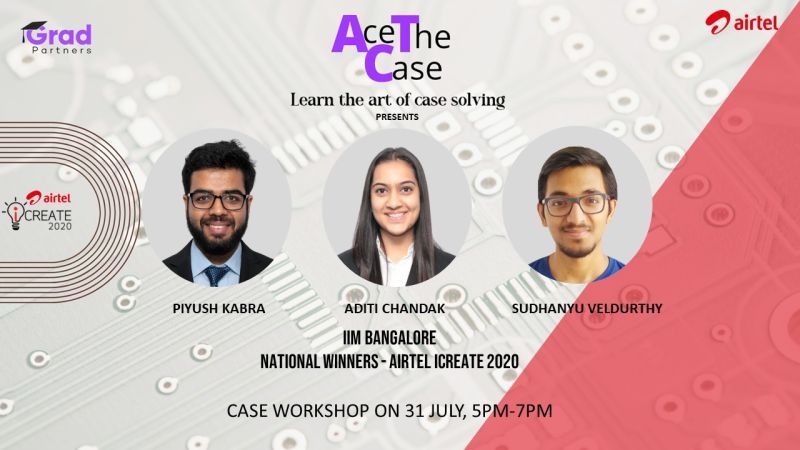 Grad
Partners
AceThe
Case
airtel
Learn the art of case solving
PRESENTS
airtel
iCREATE
2020
PIYUSH KABRA
ADITI CHANDAK
SUDHANYU VELDURTHY
IIM BANGALORE
NATIONAL WINNERS - AIRTEL ICREATE 2020
CASE WORKSHOP ON 31 JULY, 5PM-7PM